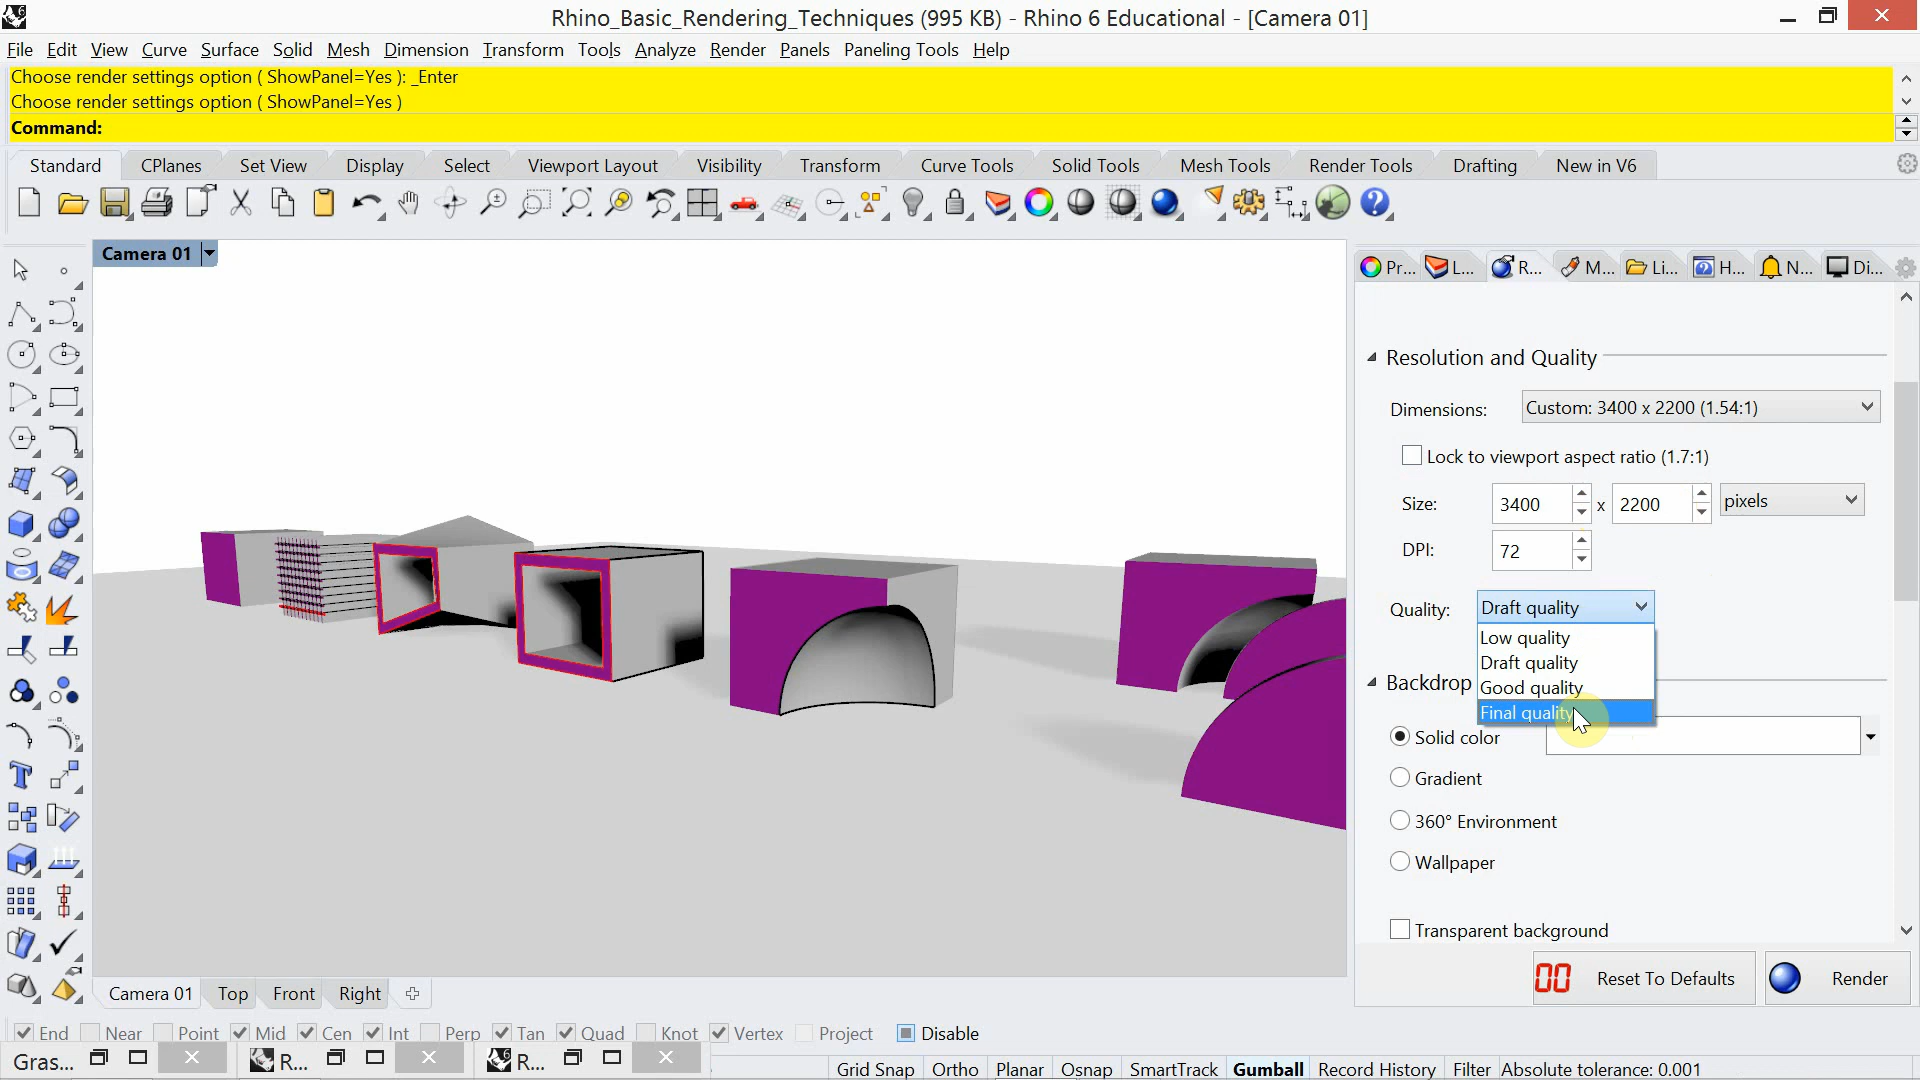 Rhino_Basic_Rendering_Techniques (995 KB) - Rhino 6 Educational - [Camera 01]
File Edit View Curve Surface Solid Mesh Dimension Transform Tools Analyze Render Panels Paneling Tools Help
Choose render settings option ( ShowPanel=Yes ): _Enter
Choose render settings option ( ShowPanel=Yes )
Command:
Standard CPlanes Set View Display Select Viewport Layout Visibility Transform Curve Tools Solid Tools Mesh Tools Render Tools Drafting New in V6
Camera 01
Pr... L... R... M... Li... H... N... Di...
Resolution and Quality
Dimensions: Custom: 3400 x 2200 (1.54:1)
Lock to viewport aspect ratio (1.7:1)
Size: 3400 x 2200 pixels
DPI: 72
Quality: Draft quality
Low quality
Draft quality
Good quality
Final quality
Backdrop
Solid color
Gradient
360° Environment
Wallpaper
Transparent background
Reset To Defaults Render
Camera 01 Top Front Right
End Near Point Mid Cen Int Perp Tan Quad Knot Vertex Project Disable
Gras... R... R...
Grid Snap Ortho Planar Osnap SmartTrack Gumball Record History Filter Absolute tolerance: 0.001